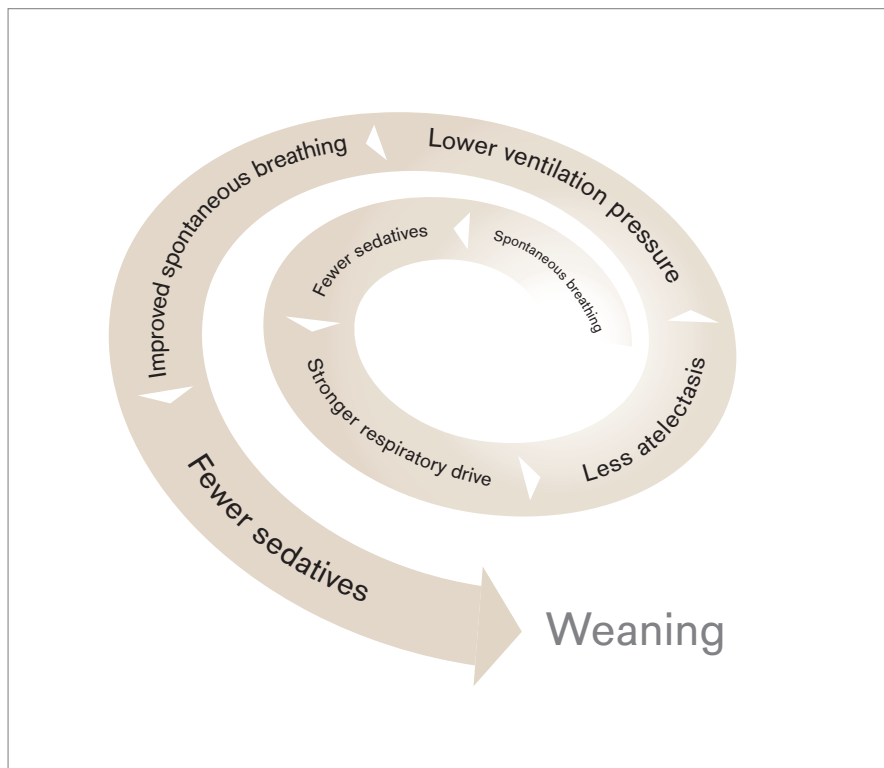 Spontaneous breathing
Fewer sedatives
Stronger respiratory drive
Less atelectasis
Lower ventilation pressure
Improved spontaneous breathing
Fewer sedatives
Weaning